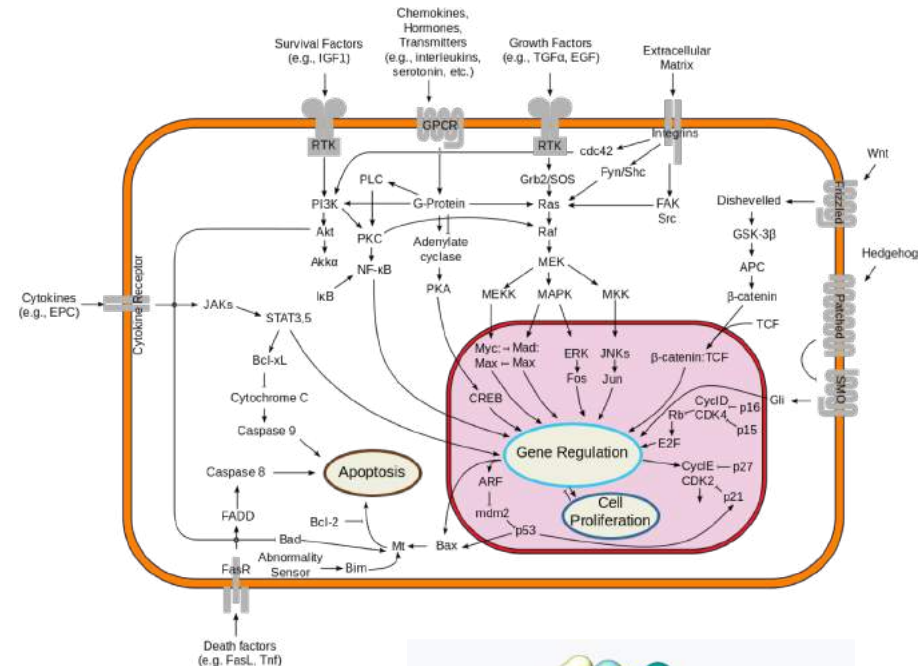 Chemokines,
Hormones,
Transmitters
(e.g., interleukins,
serotonin, etc.)
Survival Factors
(e.g., IGF1)
Growth Factors
(e.g., TGFα, EGF)
Extracellular
Matrix
RTK
GPCR
RTK
Integrins
cdc42
Fyn/Shc
Wnt
Frizzled
PLC
Grb2/SOS
PI3K
G-Protein
Ras
FAK
Src
Dishevelled
Akt
PKC
Adenylate
cyclase
Raf
GSK-3β
Akkα
NF-κB
MEK
APC
Hedgehog
IκB
PKA
MEKK
MAPK
MKK
β-catenin
Patched
Cytokines
(e.g., EPC)
Cytokine Receptor
JAKs
STAT3,5
TCF
Myc:
Max
Mad:
Max
ERK
Fos
JNKs
Jun
β-catenin:TCF
SMO
Bcl-xL
Cytochrome C
Caspase 9
CREB
Gli
CyclD
CDK4
p16
p15
Rb
E2F
Gene Regulation
Caspase 8
Apoptosis
CyclE
CDK2
p27
p21
ARF
mdm2
p53
Cell
Proliferation
FADD
Bcl-2
Bad
Mt
Bax
Abnormality
Sensor
Bim
FasR
Death factors
(e.g. FasL, Tnf)